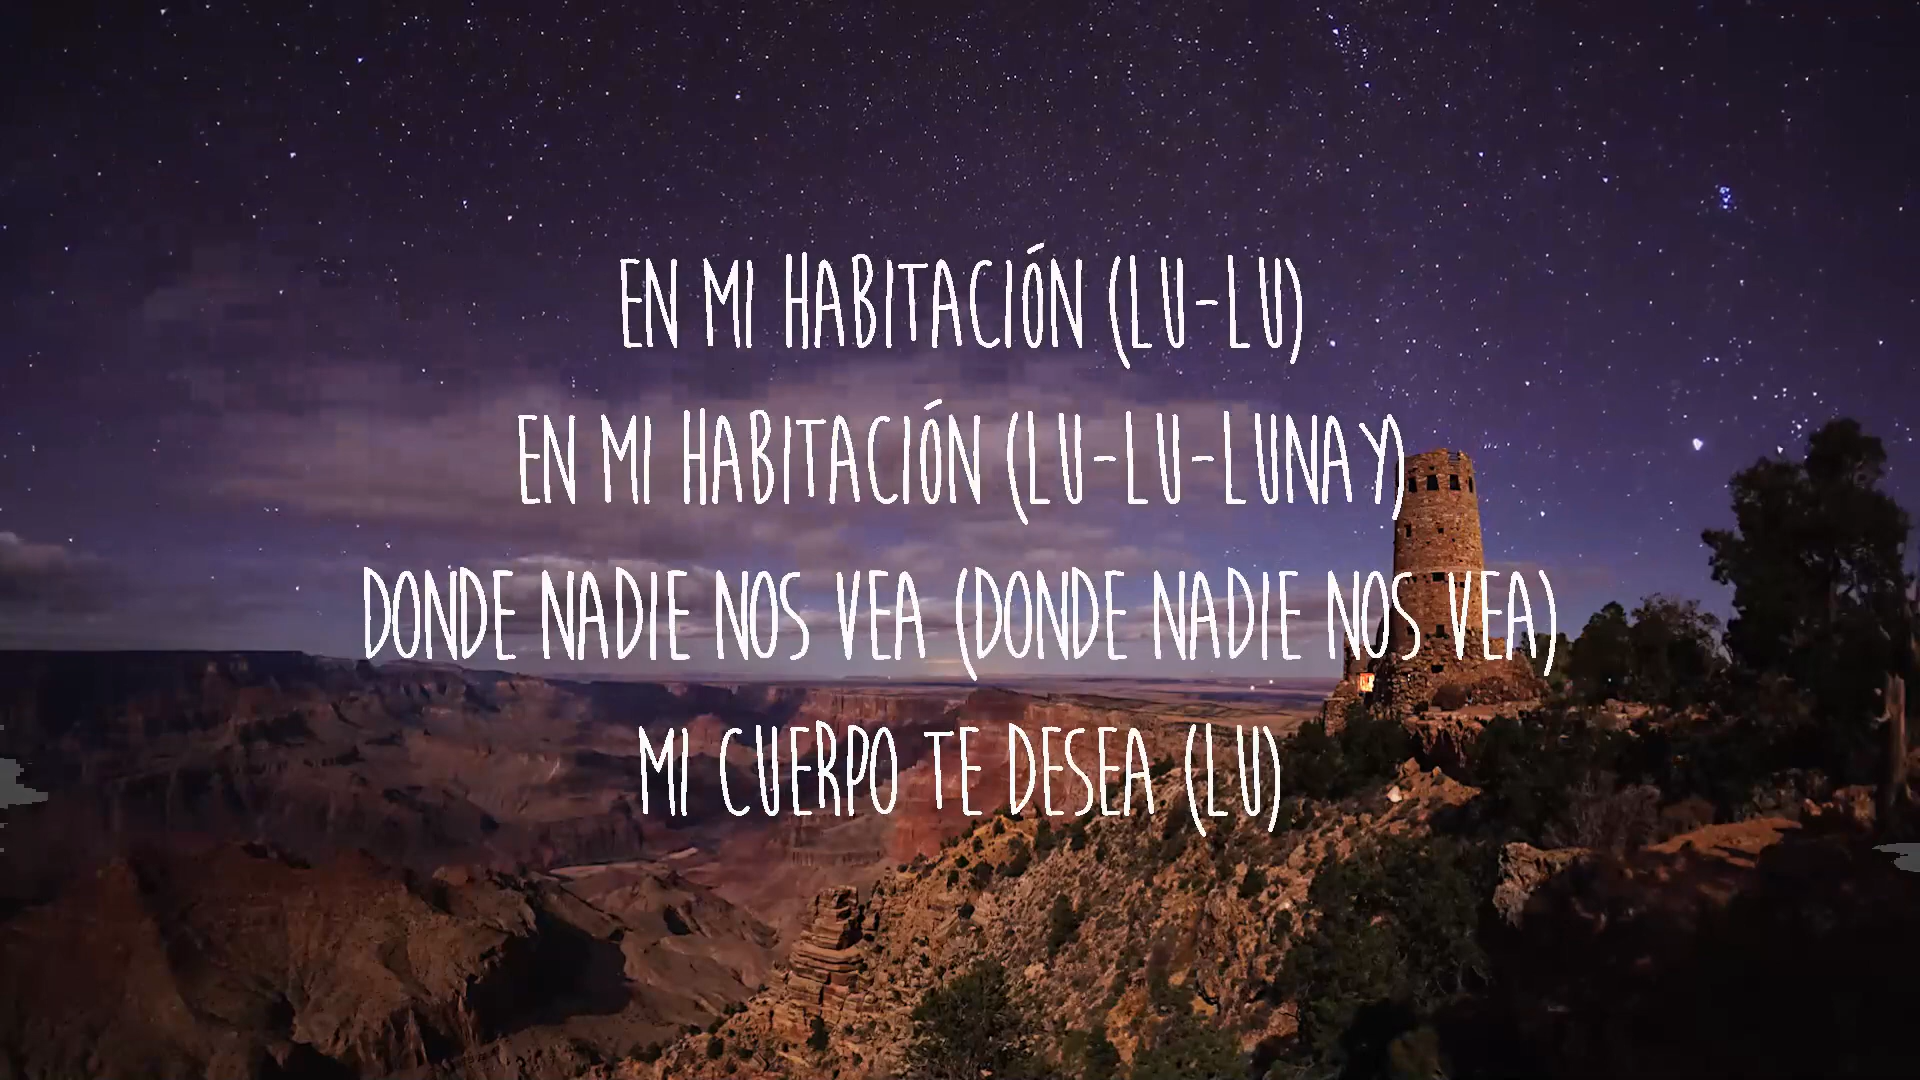 EN MI HABITACIÓN (LU-LU)
EN MI HABITACIÓN (LU-LU-LUNAY)
DONDE NADIE NOS VEA (DONDE NADIE NOS VEA)
MI CUERPO TE DESEA (LU)